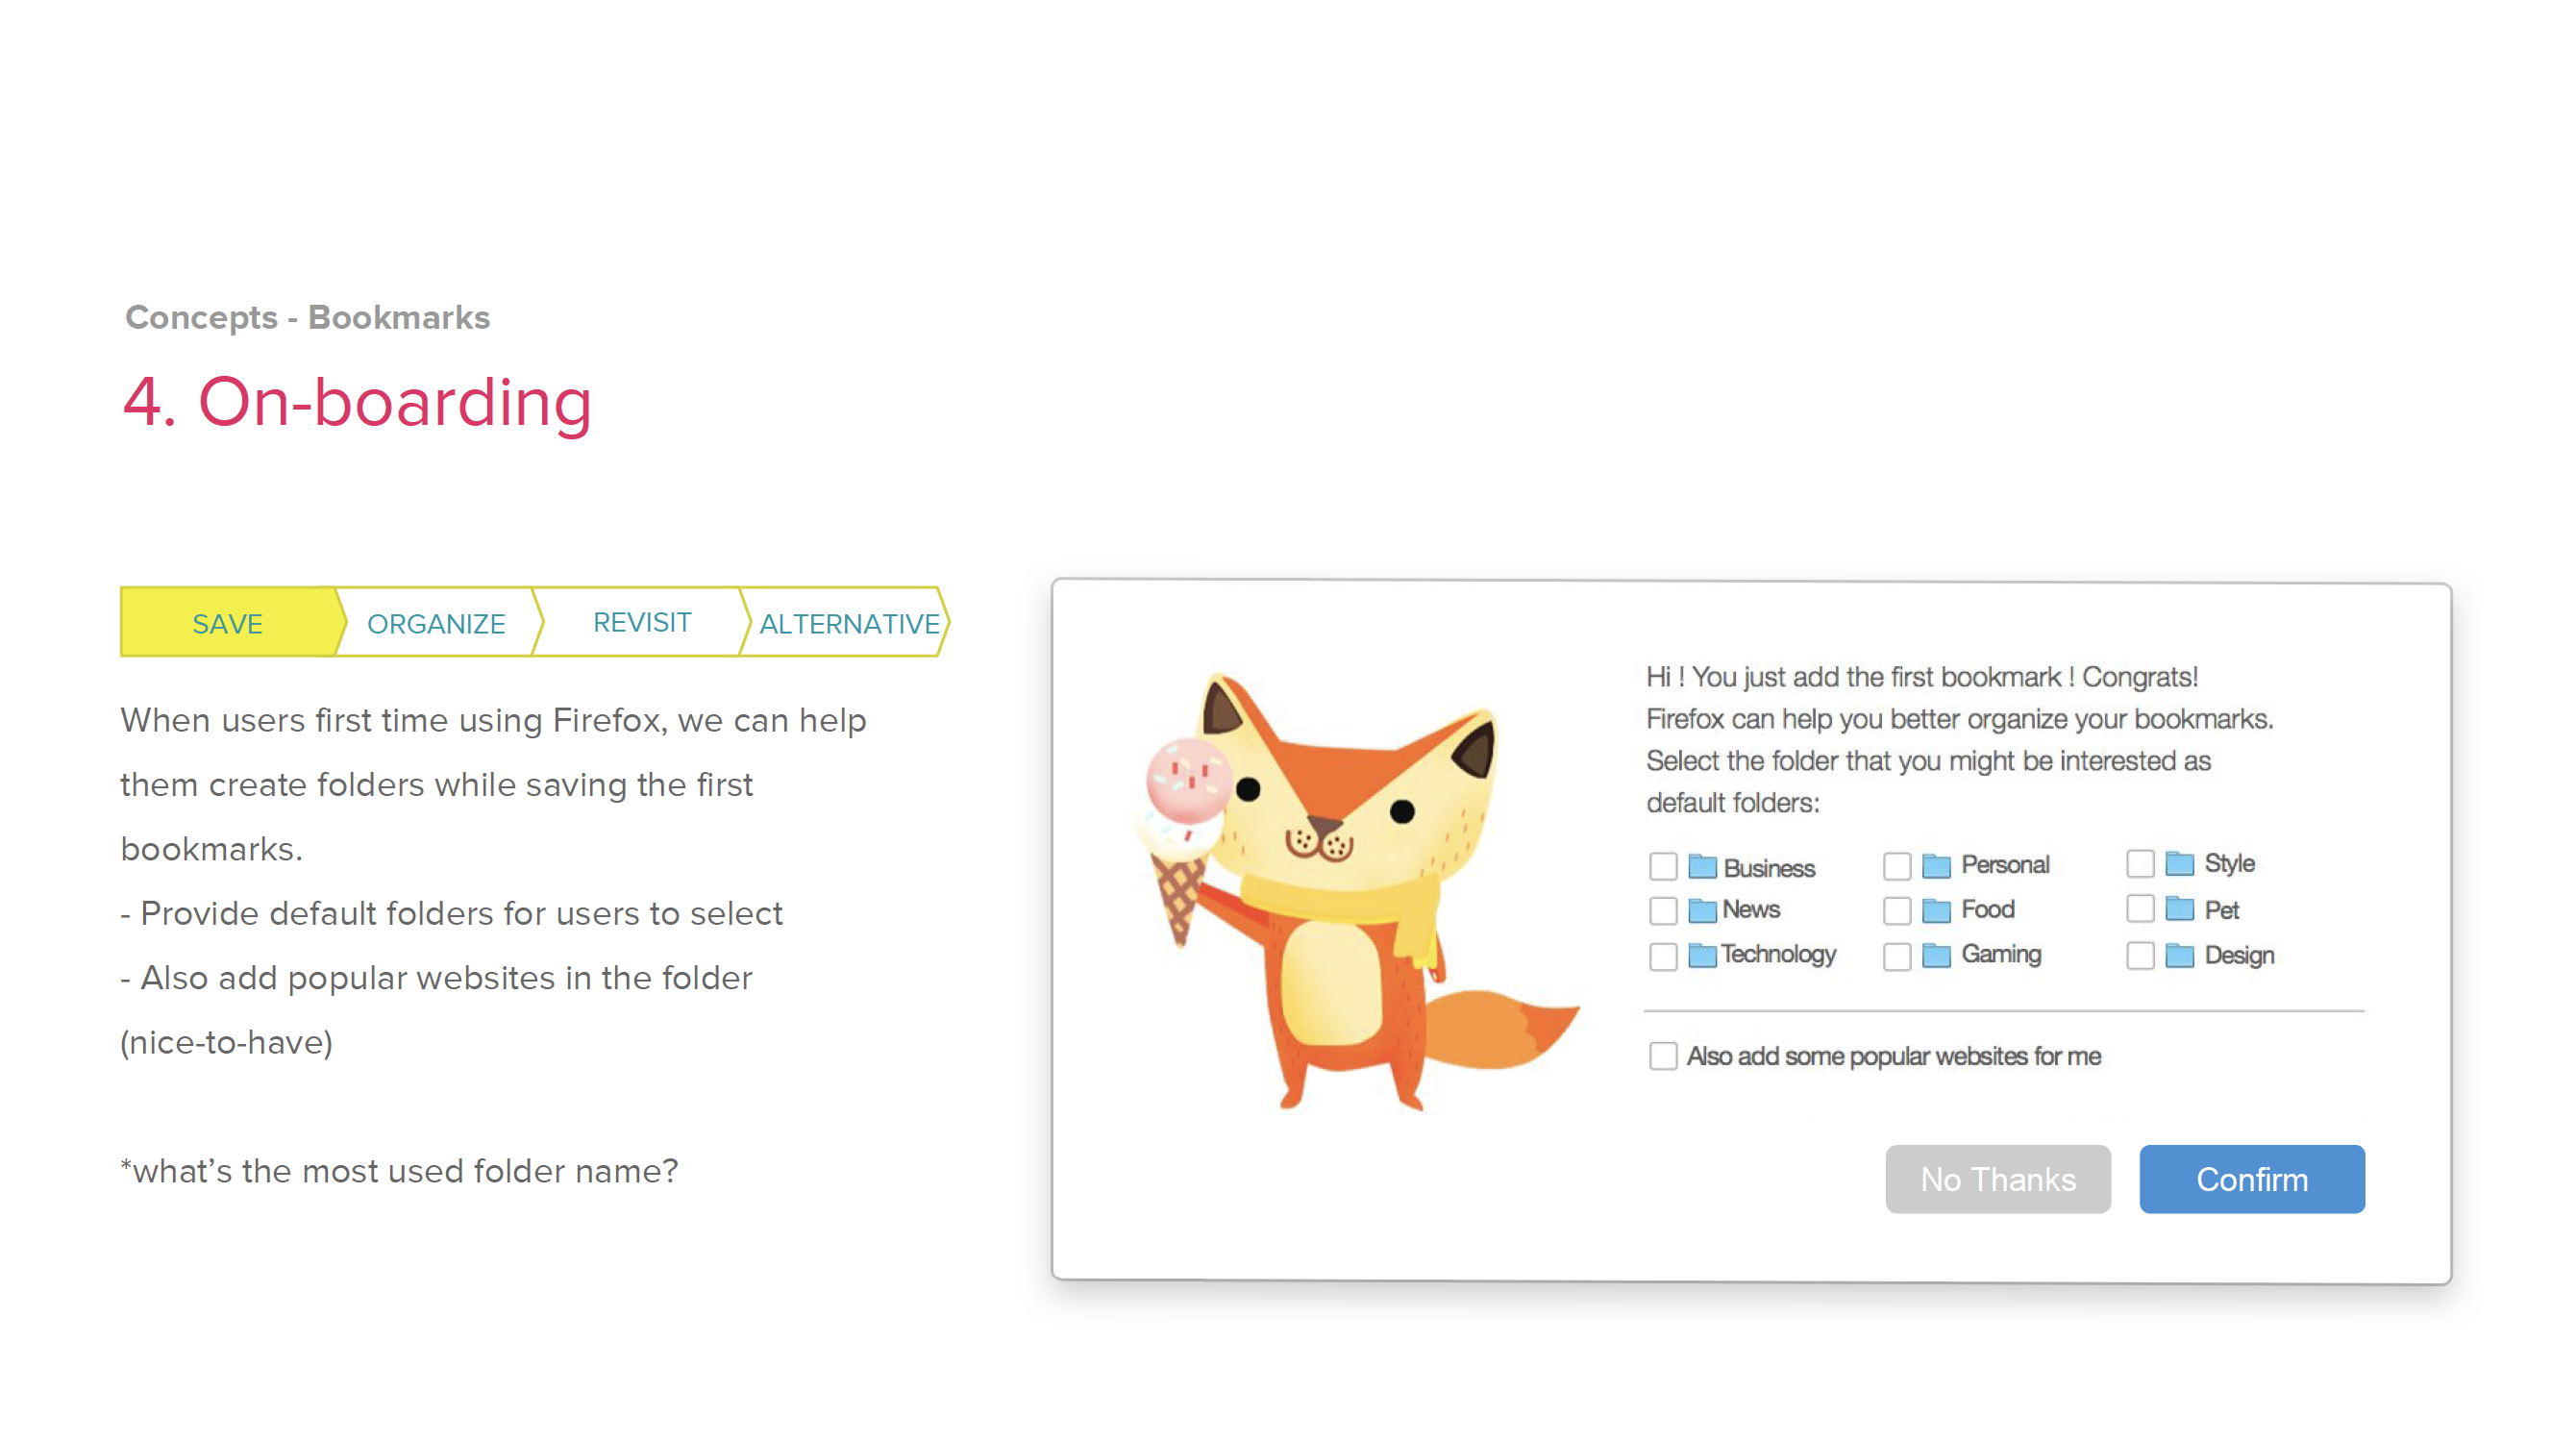 Concepts - Bookmarks
4. On-boarding
SAVE
ORGANIZE
REVISIT
ALTERNATIVE
When users first time using Firefox, we can help
them create folders while saving the first
bookmarks.
- Provide default folders for users to select
- Also add popular websites in the folder
(nice-to-have)
*what’s the most used folder name?
Hi ! You just add the first bookmark ! Congrats!
Firefox can help you better organize your bookmarks.
Select the folder that you might be interested as
default folders:
Business Personal Style
News Food Pet
Technology Gaming Design
Also add some popular websites for me
No Thanks Confirm